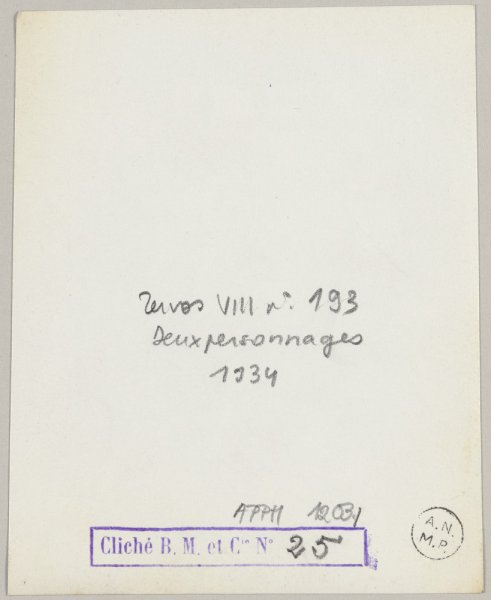 Zervos VIII n°. 193
Deux personnages
1934
APPH 12031
Cliché B. M. et Cie N° 25
A.N.
M.P.